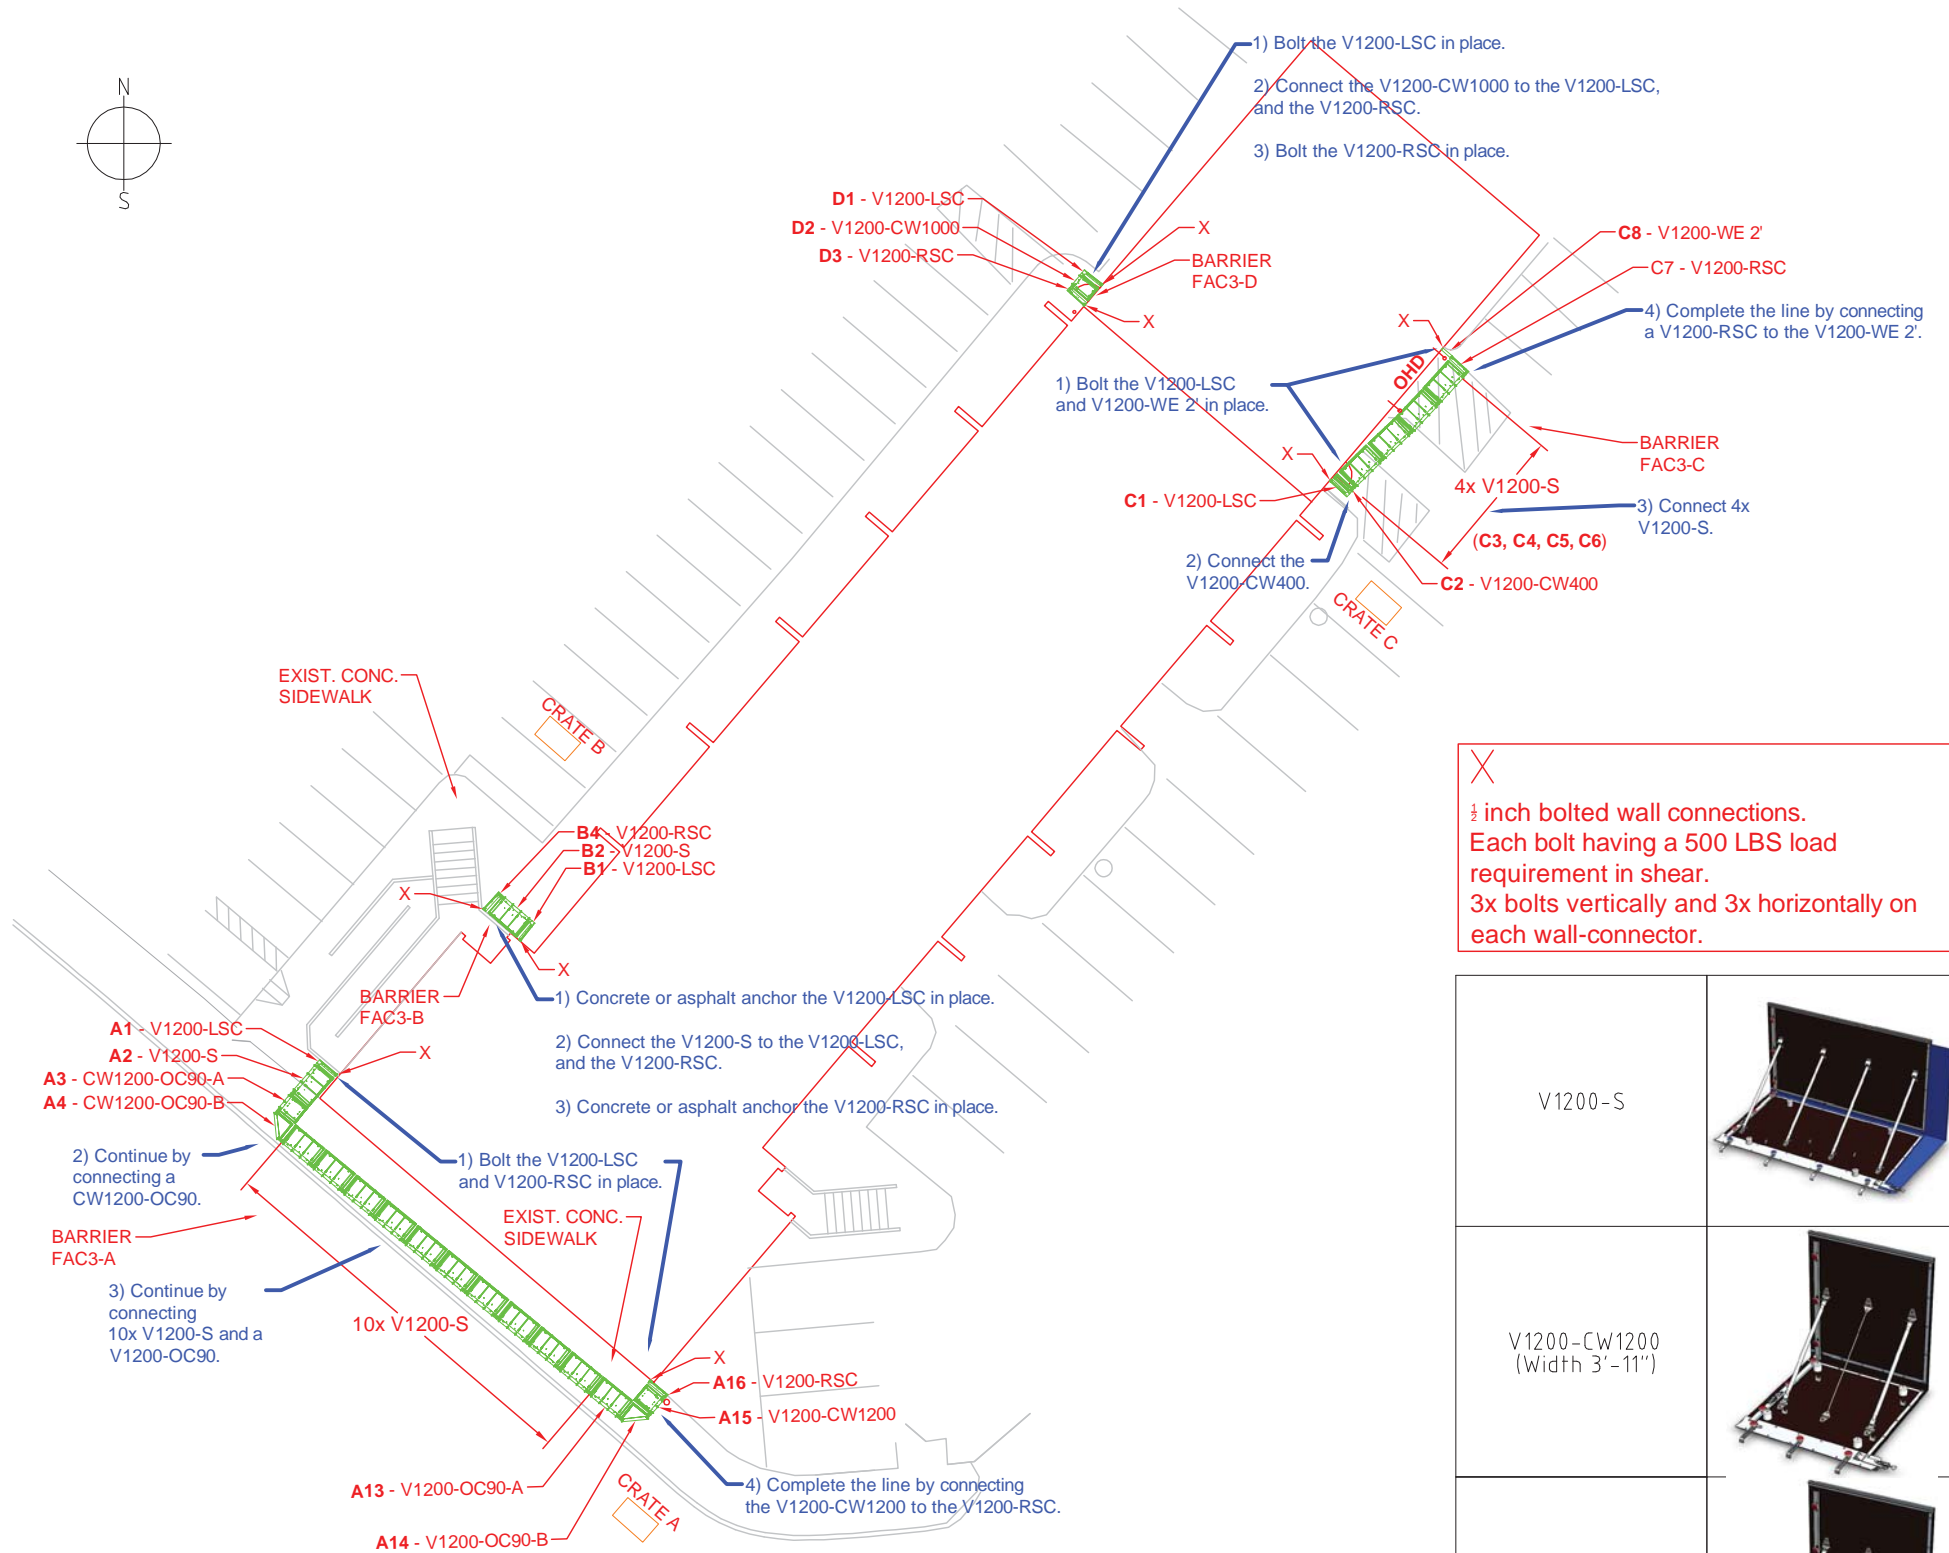 N
S
1) Bolt the V1200-LSC in place.
2) Connect the V1200-CW1000 to the V1200-LSC,
and the V1200-RSC.
3) Bolt the V1200-RSC in place.
D1 - V1200-LSC
D2 - V1200-CW1000
D3 - V1200-RSC
X
BARRIER
FAC3-D
X
C8 - V1200-WE 2'
C7 - V1200-RSC
4) Complete the line by connecting
a V1200-RSC to the V1200-WE 2'.
X
OHD
1) Bolt the V1200-LSC
and V1200-WE 2' in place.
BARRIER
FAC3-C
X
4x V1200-S
C1 - V1200-LSC
3) Connect 4x
V1200-S.
(C3, C4, C5, C6)
2) Connect the
V1200-CW400.
C2 - V1200-CW400
CRATE C
EXIST. CONC.
SIDEWALK
CRATE B
X
1/2 inch bolted wall connections.
Each bolt having a 500 LBS load
requirement in shear.
3x bolts vertically and 3x horizontally on
each wall-connector.
B4 - V1200-RSC
B2 - V1200-S
B1 - V1200-LSC
X
X
BARRIER
FAC3-B
1) Concrete or asphalt anchor the V1200-LSC in place.
2) Connect the V1200-S to the V1200-LSC,
and the V1200-RSC.
3) Concrete or asphalt anchor the V1200-RSC in place.
A1 - V1200-LSC
A2 - V1200-S
A3 - CW1200-OC90-A
A4 - CW1200-OC90-B
X
2) Continue by
connecting a
CW1200-OC90.
1) Bolt the V1200-LSC
and V1200-RSC in place.
EXIST. CONC.
SIDEWALK
BARRIER
FAC3-A
3) Continue by
connecting
10x V1200-S and a
V1200-OC90.
10x V1200-S
X
A16 - V1200-RSC
A15 - V1200-CW1200
A13 - V1200-OC90-A
A14 - V1200-OC90-B
CRATE A
4) Complete the line by connecting
the V1200-CW1200 to the V1200-RSC.
V1200-S
V1200-CW1200
(Width 3'-11")